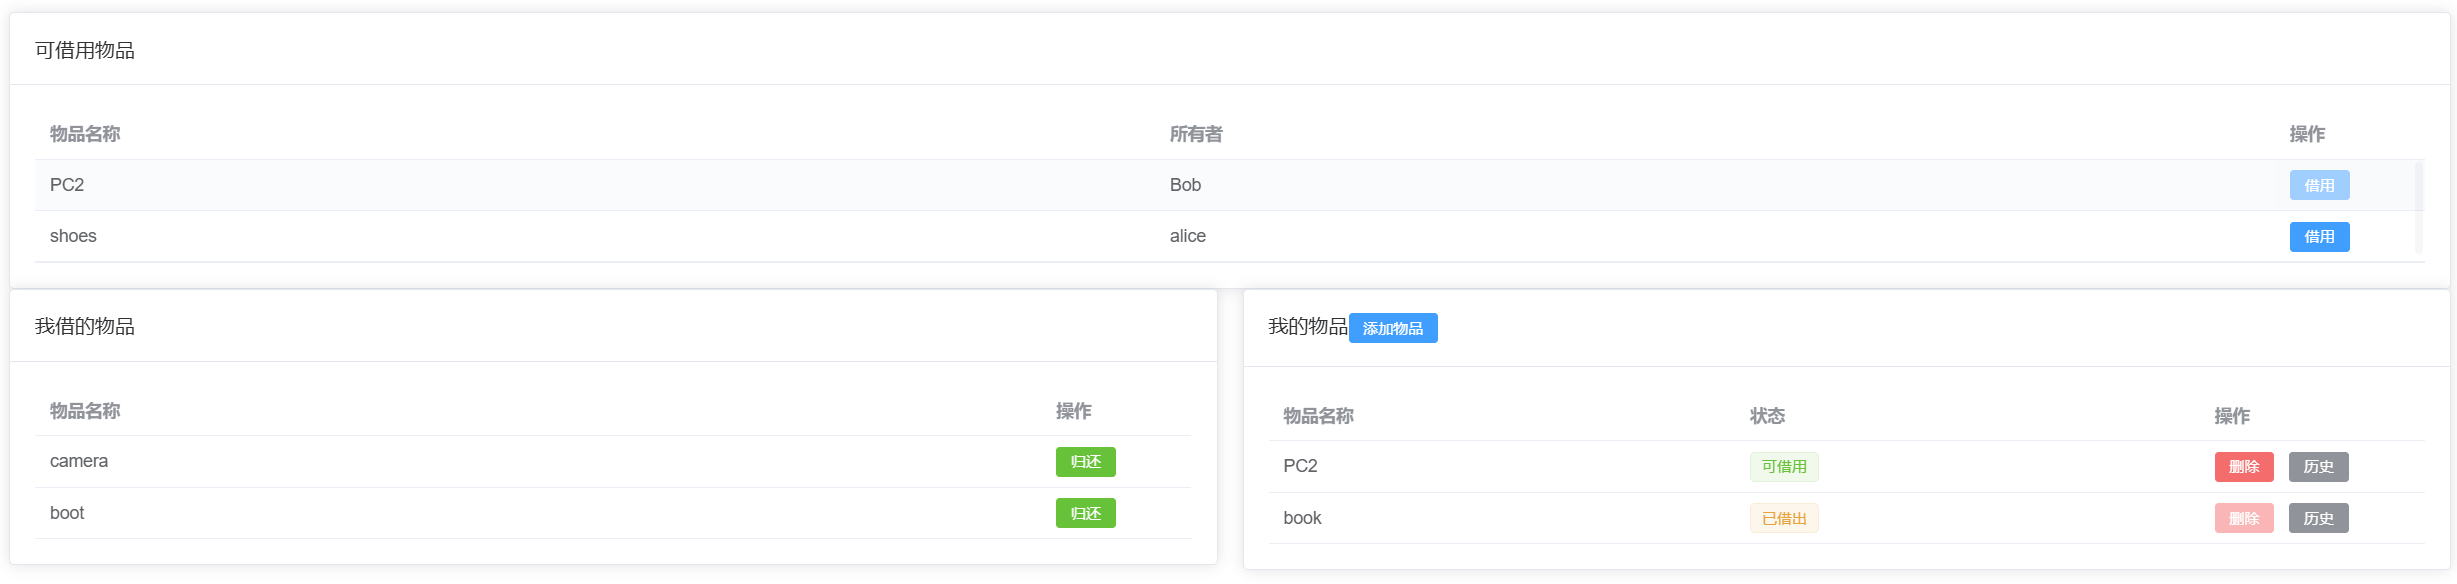 可借用物品
物品名称 所有者 操作
PC2 Bob 借用
shoes alice 借用
我借的物品
物品名称 操作
camera 归还
boot 归还
我的物品 添加物品
物品名称 状态 操作
PC2 可借用 删除 历史
book 已借出 删除 历史